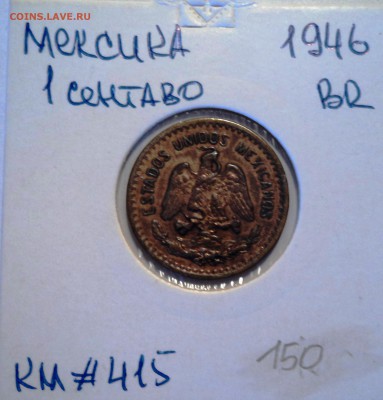 COINS.LAVE.RU
Мексика 1946
1 сентаво BR
ESTADOS UNIDOS MEXICANOS
KM#415 150